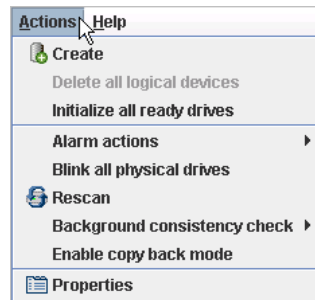 Actions Help
Create
Delete all logical devices
Initialize all ready drives
Alarm actions
Blink all physical drives
Rescan
Background consistency check
Enable copy back mode
Properties